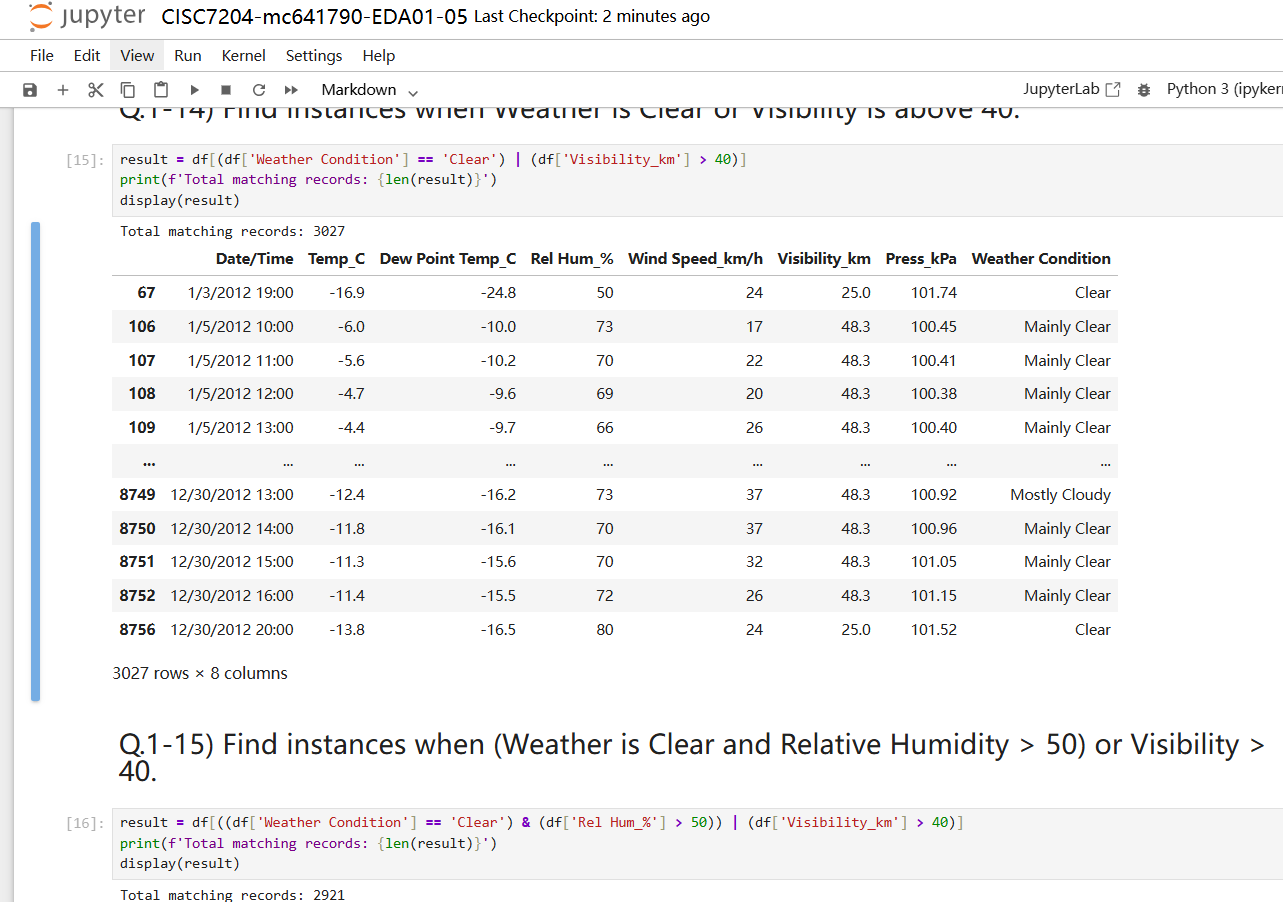 jupyter CISC7204-mc641790-EDA01-05 Last Checkpoint: 2 minutes ago
File Edit View Run Kernel Settings Help
Markdown JupyterLab Python 3 (ipykern
Q.1-14) Find instances when Weather is Clear or Visibility is above 40.
[15]: result = df[(df['Weather Condition'] == 'Clear') | (df['Visibility_km'] > 40)]
print(f'Total matching records: {len(result)}')
display(result)
Total matching records: 3027
Date/Time Temp_C Dew Point Temp_C Rel Hum_% Wind Speed_km/h Visibility_km Press_kPa Weather Condition
67 1/3/2012 19:00 -16.9 -24.8 50 24 25.0 101.74 Clear
106 1/5/2012 10:00 -6.0 -10.0 73 17 48.3 100.45 Mainly Clear
107 1/5/2012 11:00 -5.6 -10.2 70 22 48.3 100.41 Mainly Clear
108 1/5/2012 12:00 -4.7 -9.6 69 20 48.3 100.38 Mainly Clear
109 1/5/2012 13:00 -4.4 -9.7 66 26 48.3 100.40 Mainly Clear
... ... ... ... ... ... ... ... ...
8749 12/30/2012 13:00 -12.4 -16.2 73 37 48.3 100.92 Mostly Cloudy
8750 12/30/2012 14:00 -11.8 -16.1 70 37 48.3 100.96 Mainly Clear
8751 12/30/2012 15:00 -11.3 -15.6 70 32 48.3 101.05 Mainly Clear
8752 12/30/2012 16:00 -11.4 -15.5 72 26 48.3 101.15 Mainly Clear
8756 12/30/2012 20:00 -13.8 -16.5 80 24 25.0 101.52 Clear
3027 rows × 8 columns
Q.1-15) Find instances when (Weather is Clear and Relative Humidity > 50) or Visibility >
40.
[16]: result = df[((df['Weather Condition'] == 'Clear') & (df['Rel Hum_%'] > 50)) | (df['Visibility_km'] > 40)]
print(f'Total matching records: {len(result)}')
display(result)
Total matching records: 2921